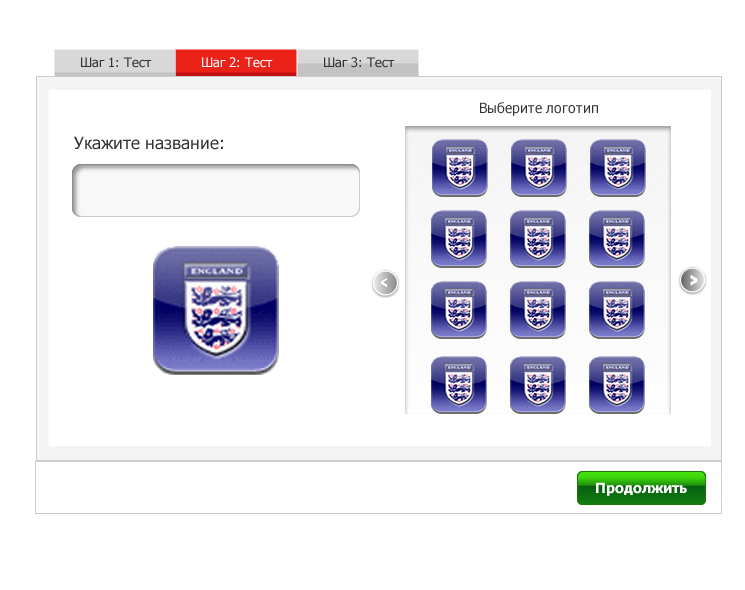 Шаг 1: Тест
Шаг 2: Тест
Шаг 3: Тест
Укажите название:
ENGLAND
Выберите логотип
ENGLAND
ENGLAND
ENGLAND
ENGLAND
ENGLAND
ENGLAND
ENGLAND
ENGLAND
ENGLAND
ENGLAND
ENGLAND
ENGLAND
Продолжить